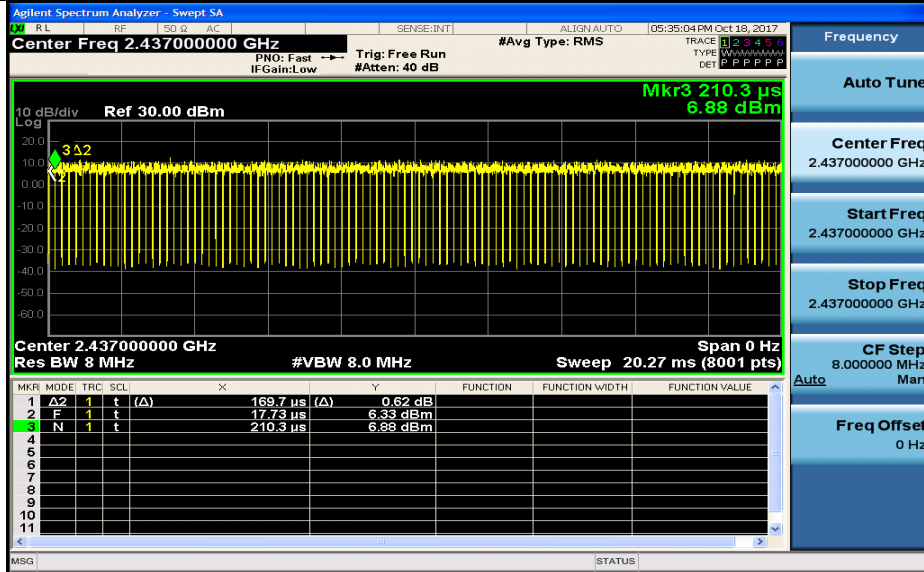 Agilent Spectrum Analyzer - Swept SA
LXI RL RF 50 Ω AC SENSE:INT ALIGN AUTO 05:35:04 PM Oct 18, 2017
Center Freq 2.437000000 GHz
PNO: Fast
IFGain:Low
Trig: Free Run
#Atten: 40 dB
#Avg Type: RMS
TRACE 1 2 3 4 5 6
TYPE
DET P P P P P P
Mkr3 210.3 µs
6.88 dBm
10 dB/div Ref 30.00 dBm
Log
20.0
10.0
0.00
-10.0
-20.0
-30.0
-40.0
-50.0
-60.0
3Δ2
2
Center 2.437000000 GHz Span 0 Hz
Res BW 8 MHz #VBW 8.0 MHz Sweep 20.27 ms (8001 pts)
MKR MODE TRC SCL X Y FUNCTION FUNCTION WIDTH FUNCTION VALUE
1 Δ2 1 t (Δ) 169.7 µs (Δ) 0.62 dB
2 F 1 t 17.73 µs 6.33 dBm
3 N 1 t 210.3 µs 6.88 dBm
4
5
6
7
8
9
10
11
MSG STATUS
Frequency
Auto Tune
Center Freq
2.437000000 GHz
Start Freq
2.437000000 GHz
Stop Freq
2.437000000 GHz
CF Step
8.000000 MHz
Auto Man
Freq Offset
0 Hz